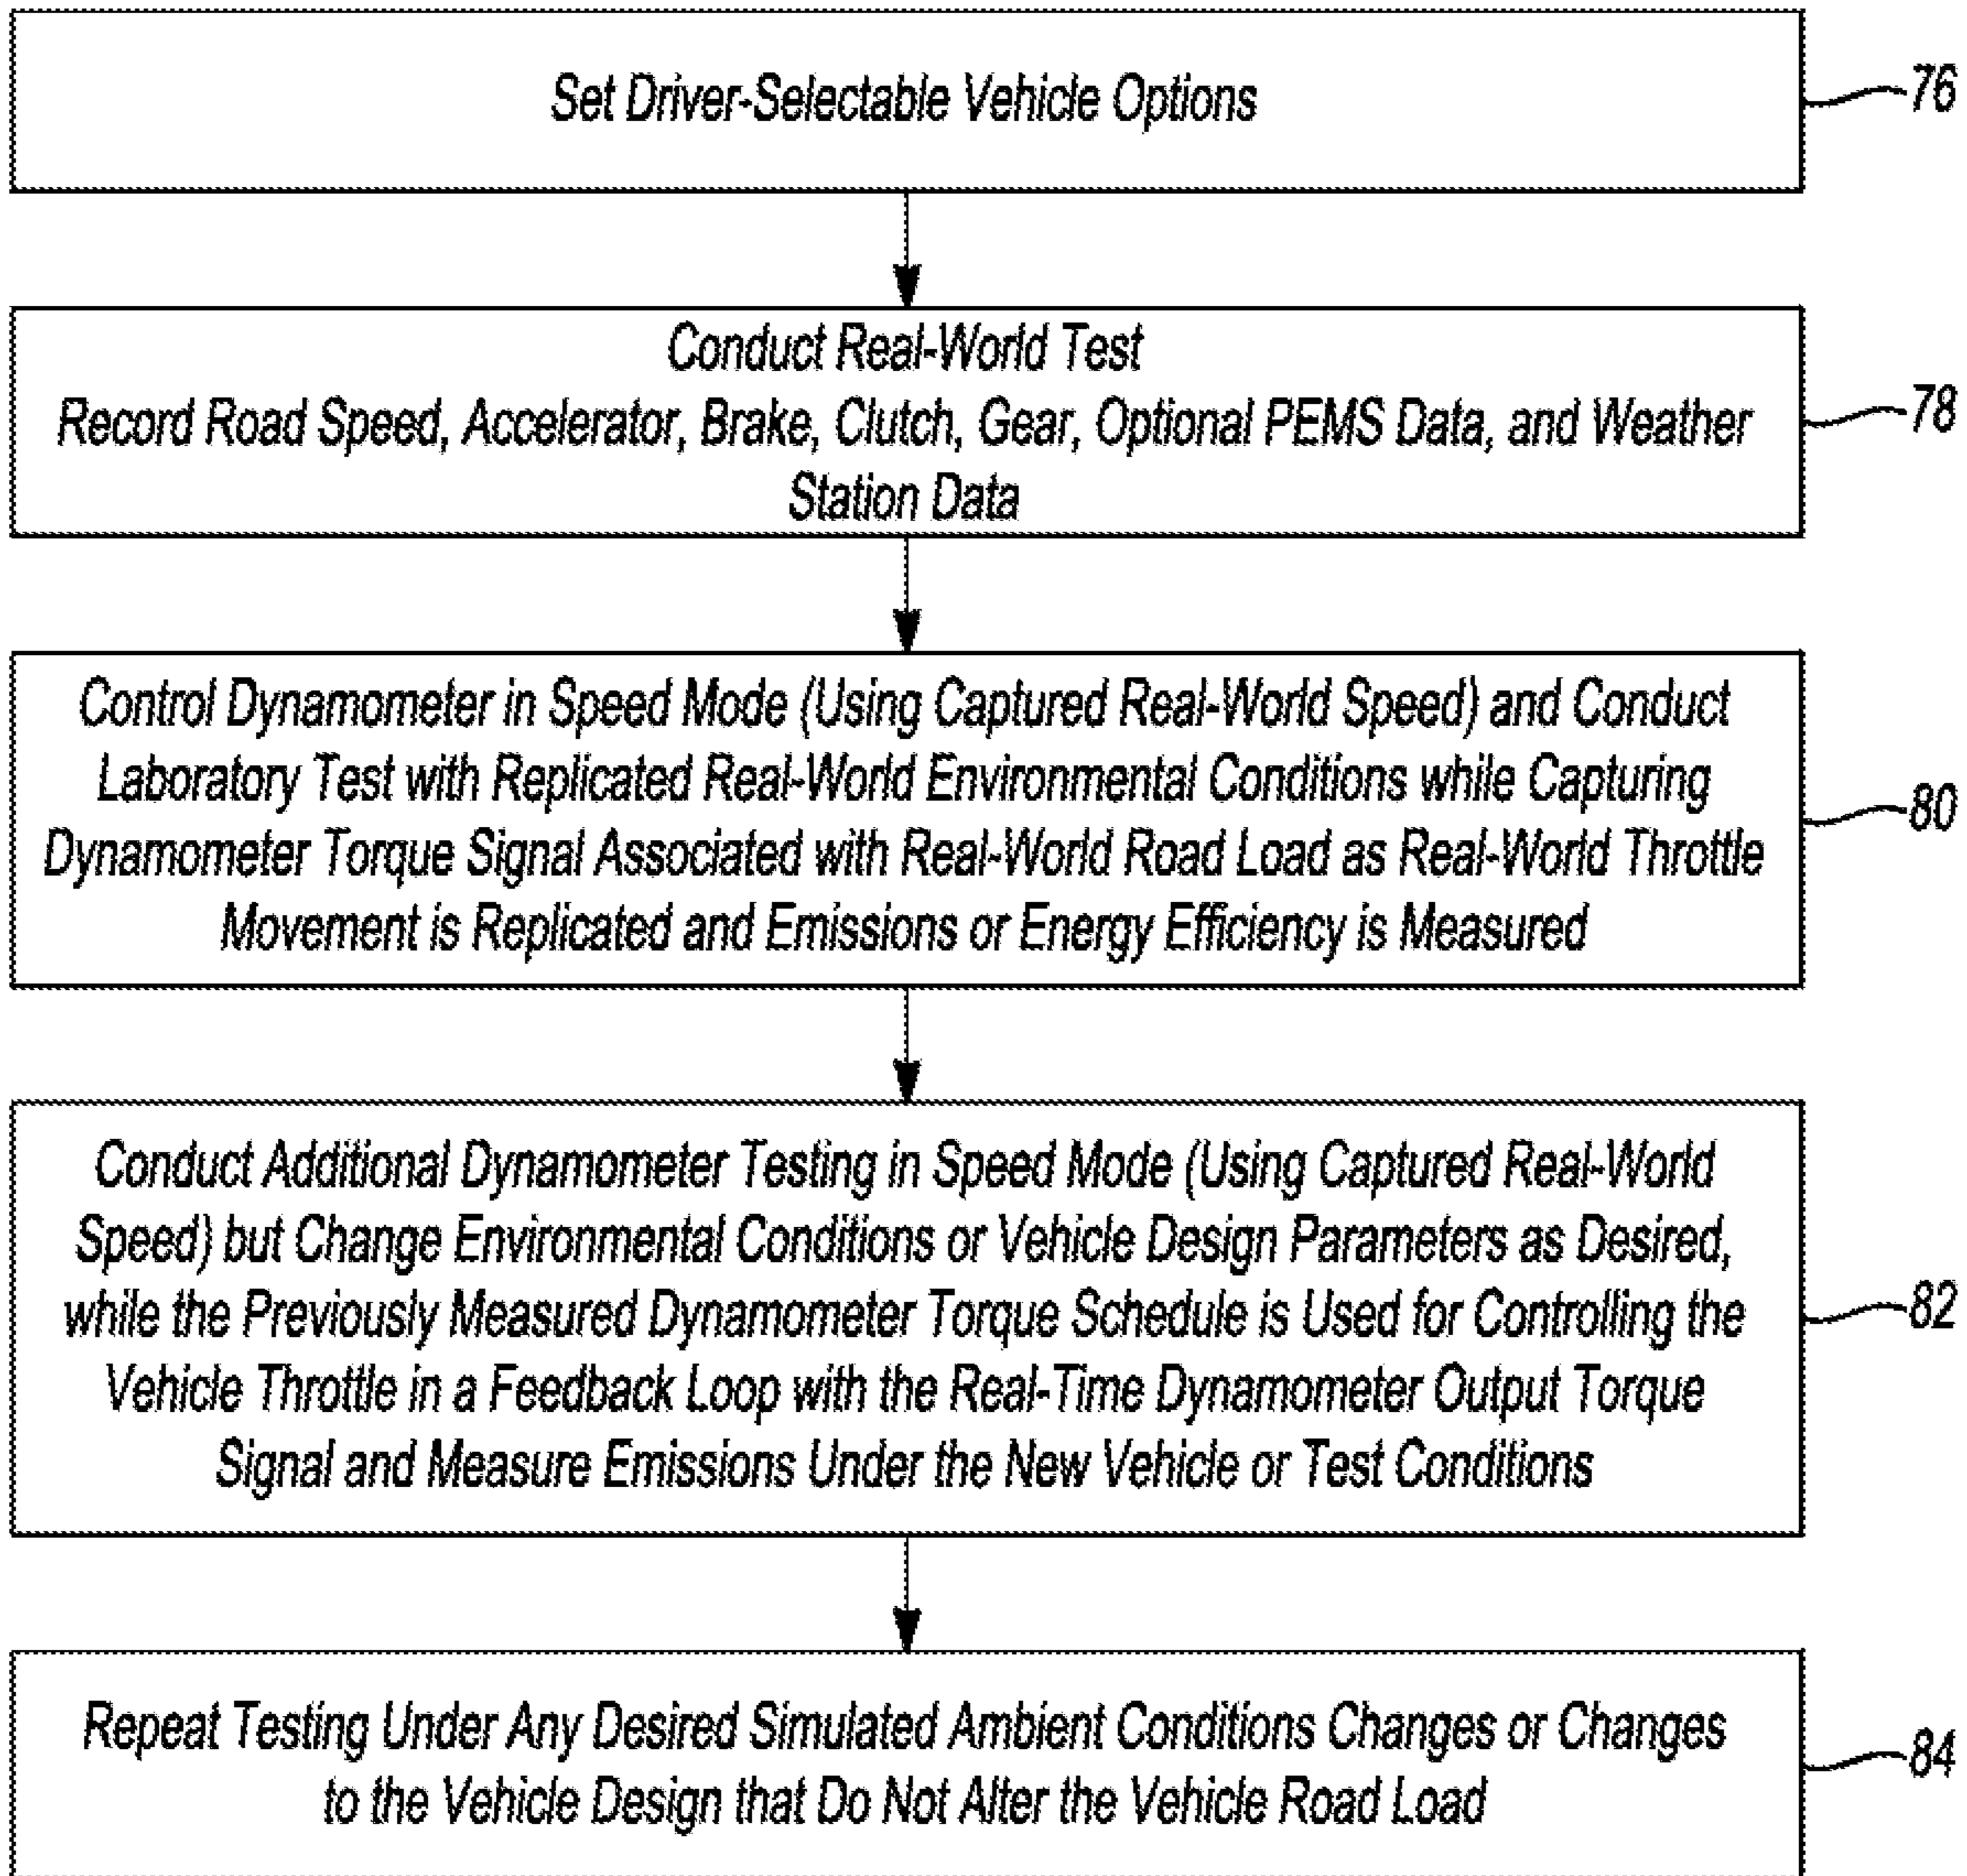 Set Driver-Selectable Vehicle Options
76
Conduct Real-World Test
Record Road Speed, Accelerator, Brake, Clutch, Gear, Optional PEMS Data, and Weather
Station Data
78
Control Dynamometer in Speed Mode (Using Captured Real-World Speed) and Conduct
Laboratory Test with Replicated Real-World Environmental Conditions while Capturing
Dynamometer Torque Signal Associated with Real-World Road Load as Real-World Throttle
Movement is Replicated and Emissions or Energy Efficiency is Measured
80
Conduct Additional Dynamometer Testing in Speed Mode (Using Captured Real-World
Speed) but Change Environmental Conditions or Vehicle Design Parameters as Desired,
while the Previously Measured Dynamometer Torque Schedule is Used for Controlling the
Vehicle Throttle in a Feedback Loop with the Real-Time Dynamometer Output Torque
Signal and Measure Emissions Under the New Vehicle or Test Conditions
82
Repeat Testing Under Any Desired Simulated Ambient Conditions Changes or Changes
to the Vehicle Design that Do Not Alter the Vehicle Road Load
84